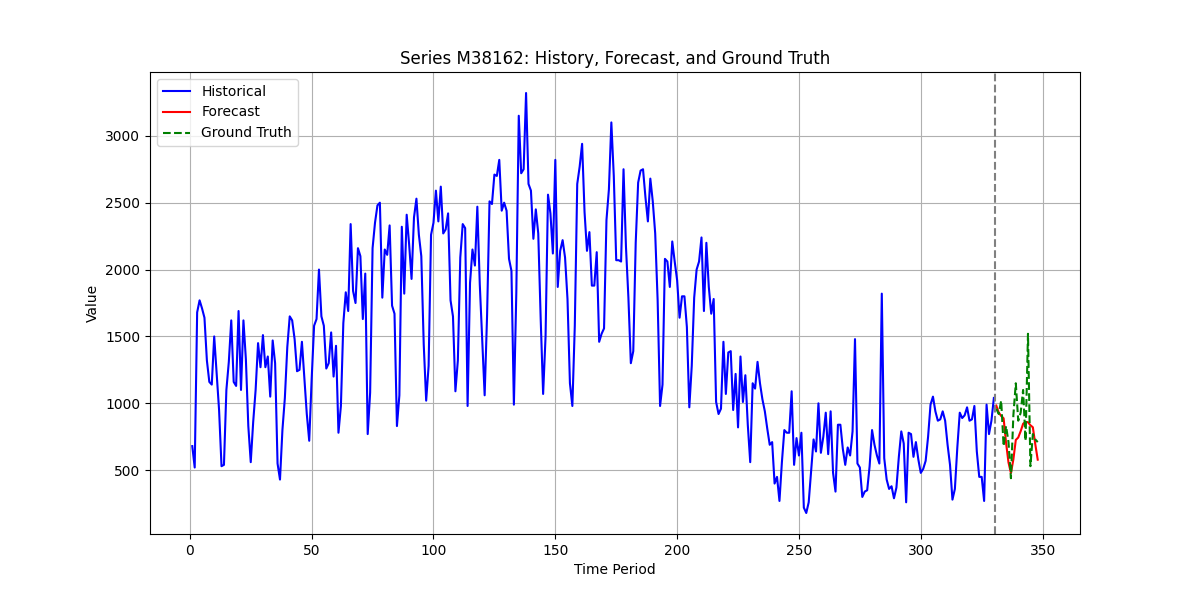 Series M38162: History, Forecast, and Ground Truth
Historical
Forecast
Ground Truth
Value
3000
2500
2000
1500
1000
500
0
50
100
150
200
250
300
350
Time Period